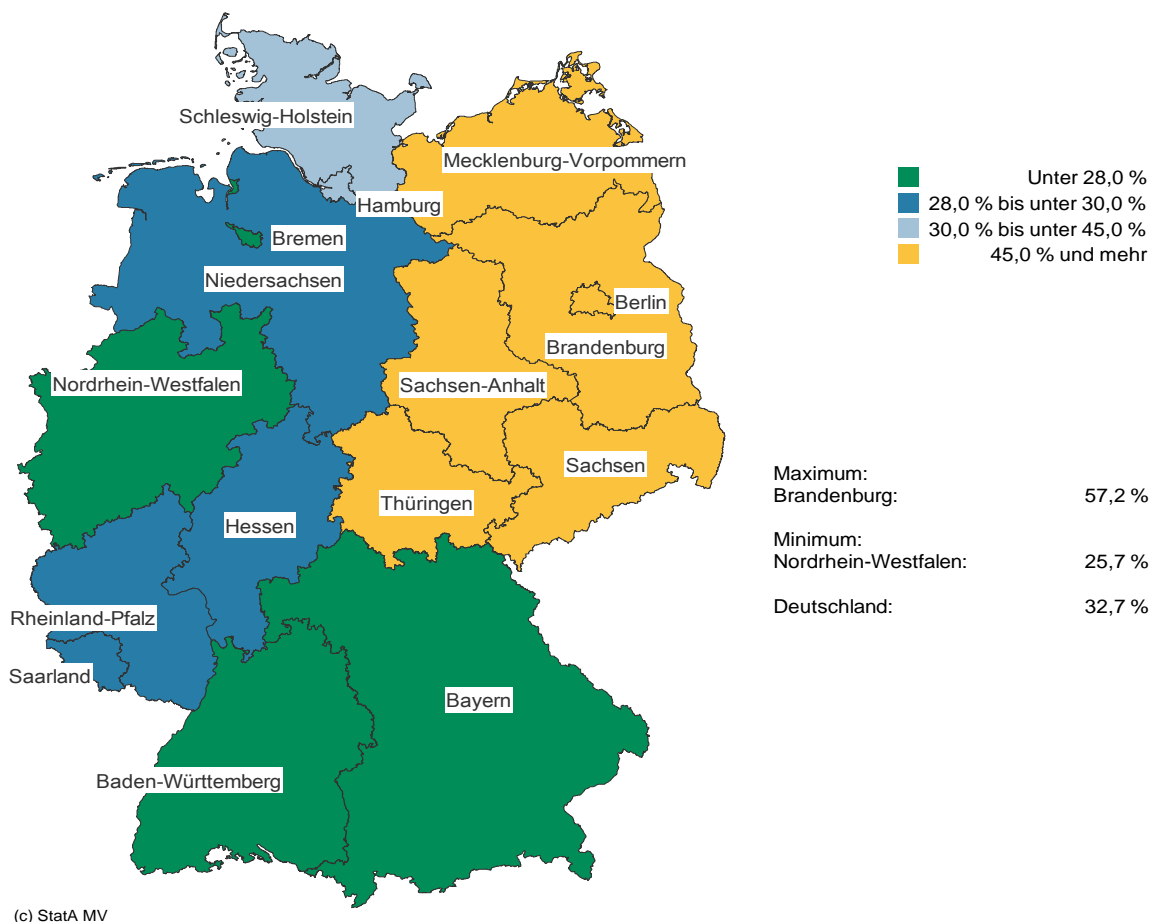 Schleswig-Holstein
Mecklenburg-Vorpommern
Hamburg
Bremen
Niedersachsen
Berlin
Brandenburg
Nordrhein-Westfalen
Sachsen-Anhalt
Sachsen
Thüringen
Hessen
Rheinland-Pfalz
Saarland
Bayern
Baden-Württemberg
Unter 28,0 %
28,0 % bis unter 30,0 %
30,0 % bis unter 45,0 %
45,0 % und mehr
Maximum:
Brandenburg: 57,2 %
Minimum:
Nordrhein-Westfalen: 25,7 %
Deutschland: 32,7 %
(c) StatA MV